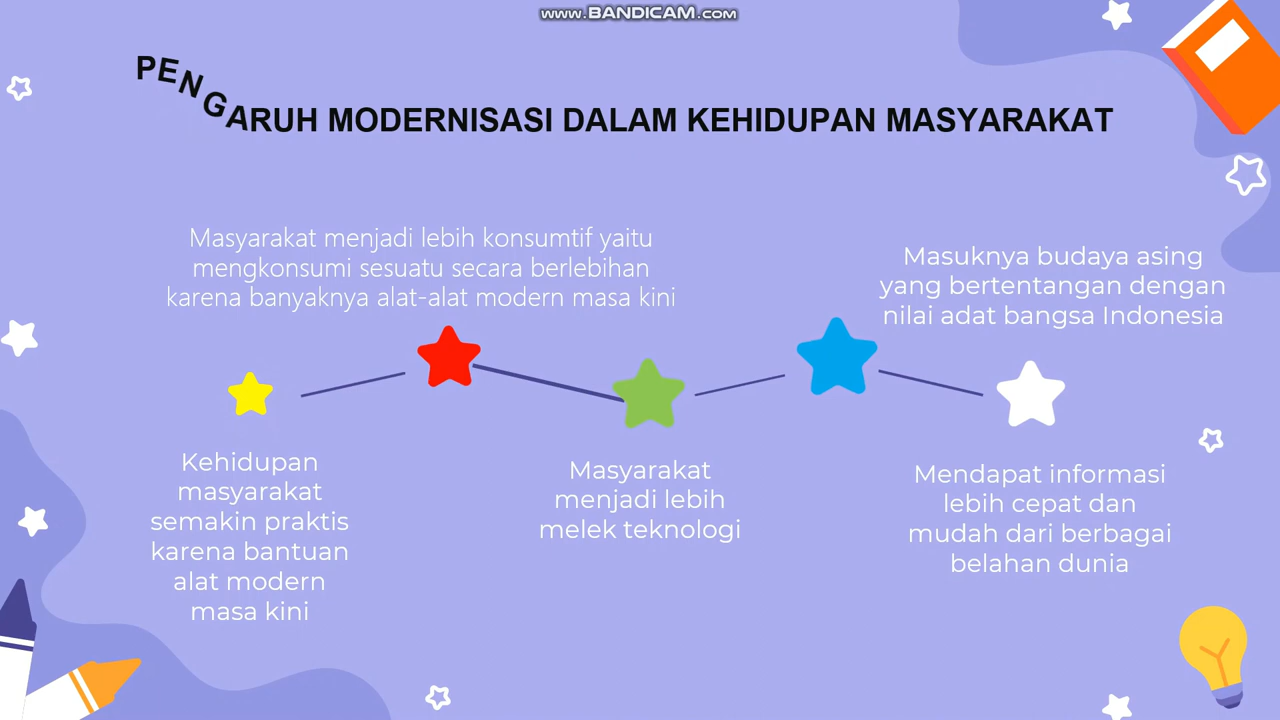 www.BANDICAM.com
PENGARUH MODERNISASI DALAM KEHIDUPAN MASYARAKAT
Masyarakat menjadi lebih konsumtif yaitu
mengkonsumi sesuatu secara berlebihan
karena banyaknya alat-alat modern masa kini
Masuknya budaya asing
yang bertentangan dengan
nilai adat bangsa Indonesia
Kehidupan
masyarakat
semakin praktis
karena bantuan
alat modern
masa kini
Masyarakat
menjadi lebih
melek teknologi
Mendapat informasi
lebih cepat dan
mudah dari berbagai
belahan dunia